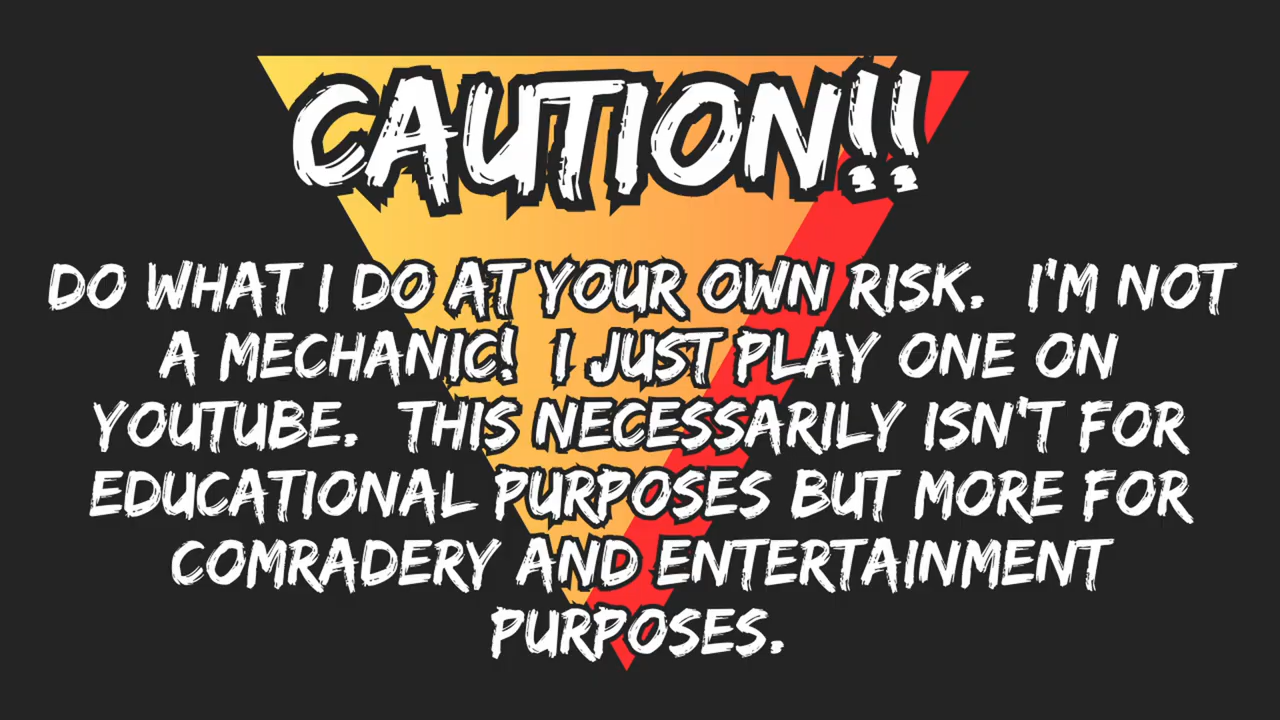 CAUTION!!
DO WHAT I DO AT YOUR OWN RISK. I'M NOT
A MECHANIC! I JUST PLAY ONE ON
YOUTUBE. THIS NECESSARILY ISN'T FOR
EDUCATIONAL PURPOSES BUT MORE FOR
COMRADERY AND ENTERTAINMENT
PURPOSES.